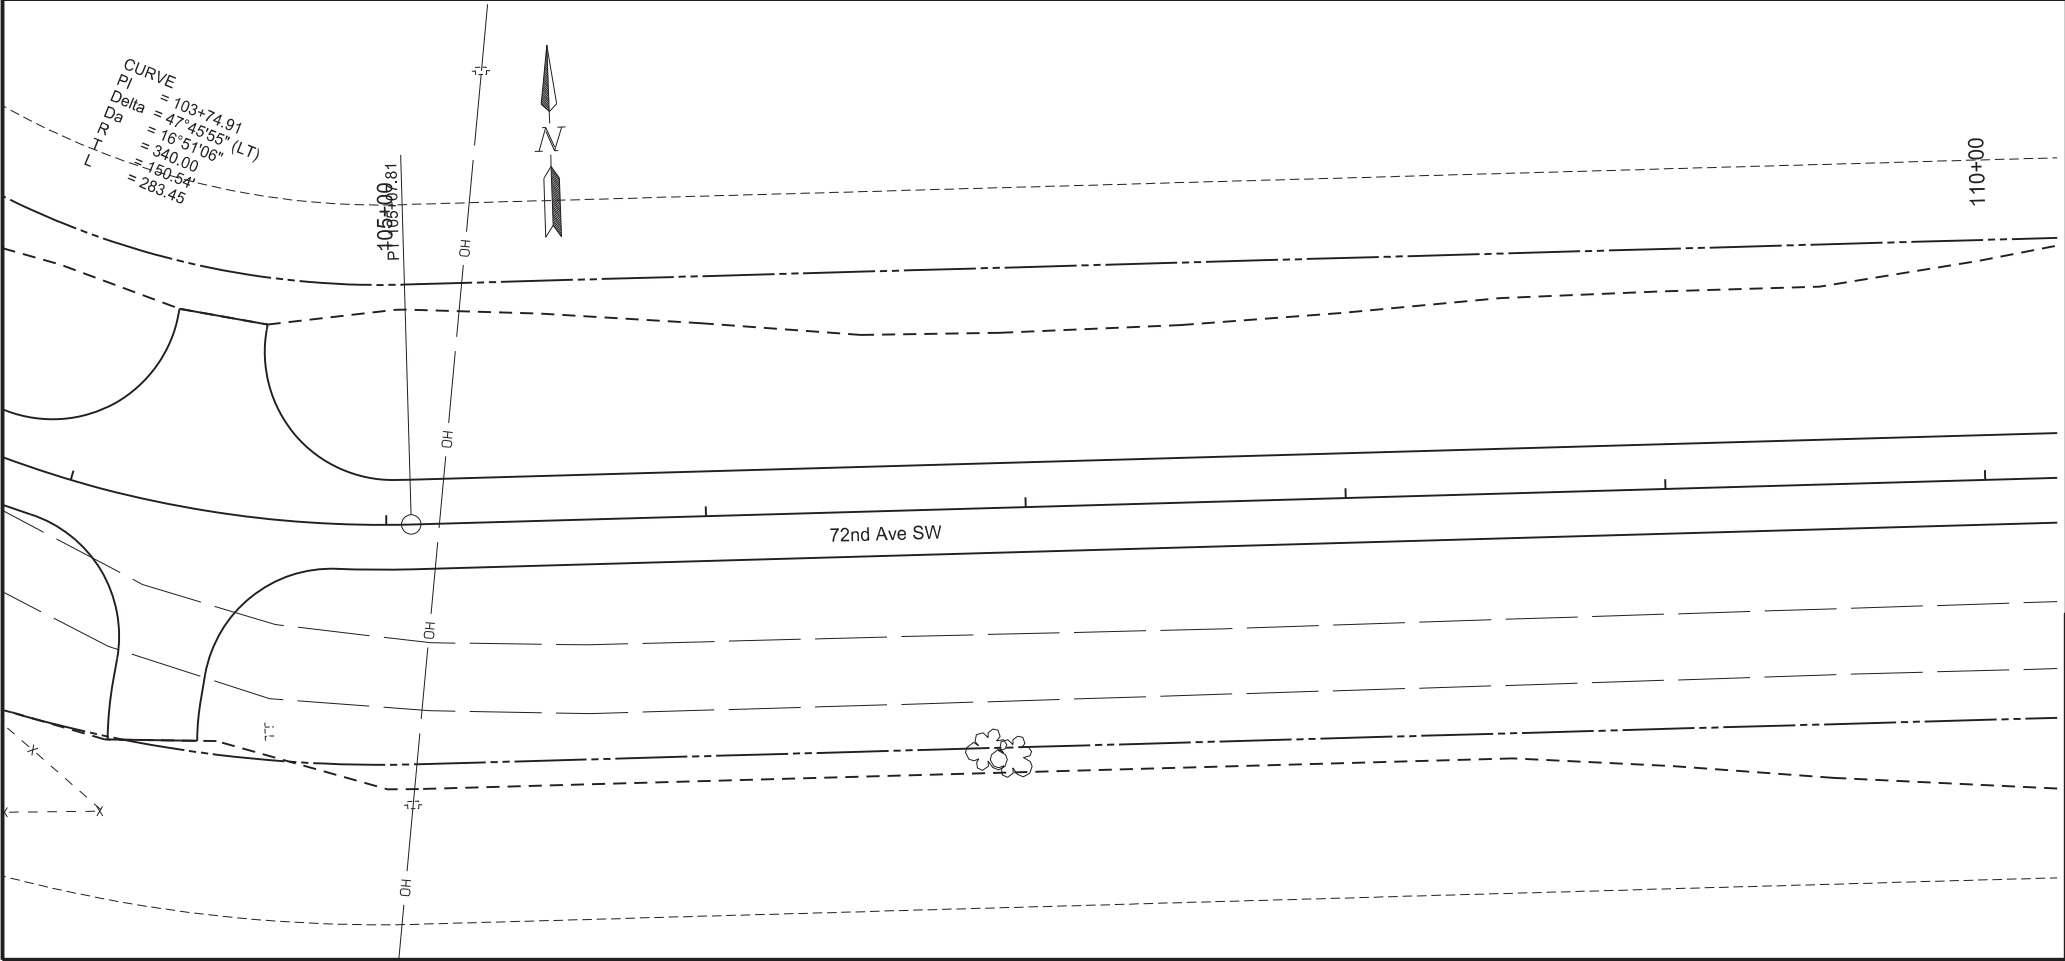 CURVE
PI = 103+74.91
Delta = 47°45'55" (LT)
Da = 16°51'06"
R = 340.00
T = 150.54'
L = 283.45
105+00
PT 105+07.81
N
110+00
OH
OH
72nd Ave SW
OH
X
X
X
OH